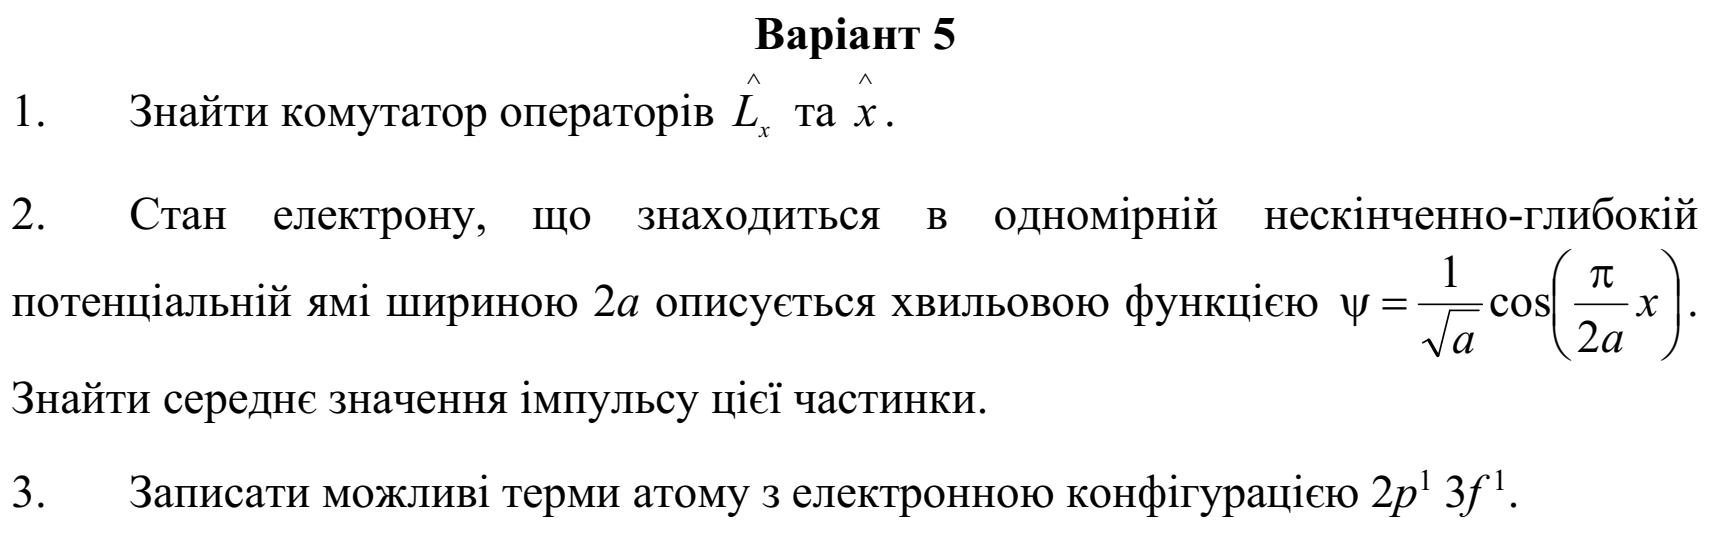 Варіант 5
1. Знайти комутатор операторів $\hat{L}_x$ та $\hat{x}$.
2. Стан електрону, що знаходиться в одномірній нескінченно-глибокій
потенціальній ямі шириною 2a описується хвильовою функцією $\psi = \frac{1}{\sqrt{a}} \cos\left(\frac{\pi}{2a} x\right)$.
Знайти середнє значення імпульсу цієї частинки.
3. Записати можливі терми атому з електронною конфігурацією $2p^1 \, 3f^1$.